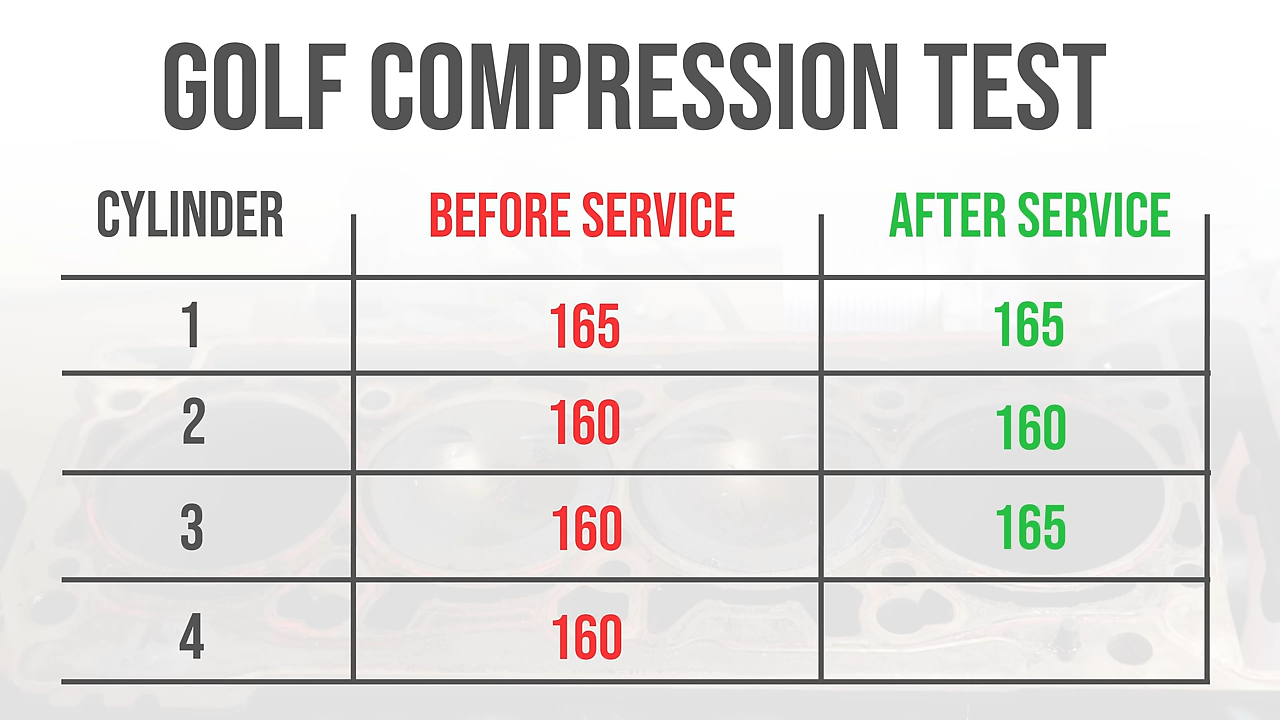 GOLF COMPRESSION TEST
CYLINDER BEFORE SERVICE AFTER SERVICE
1 165 165
2 160 160
3 160 165
4 160